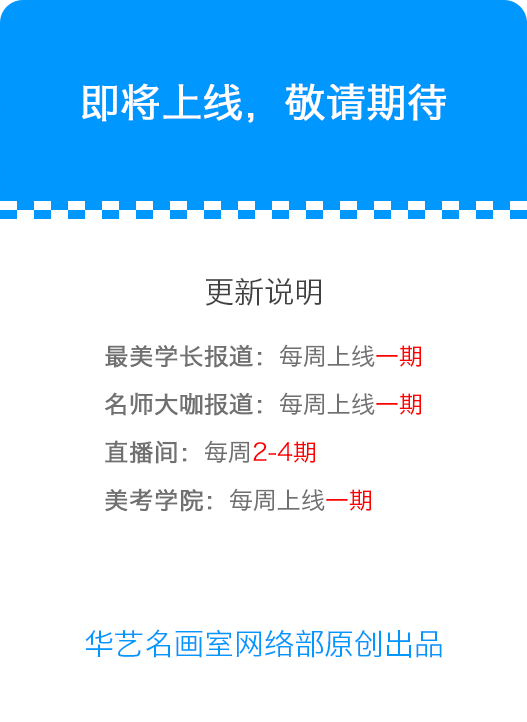 即将上线，敬请期待
更新说明
最美学长报道：每周上线一期
名师大咖报道：每周上线一期
直播间：每周2-4期
美考学院：每周上线一期
华艺名画室网络部原创出品